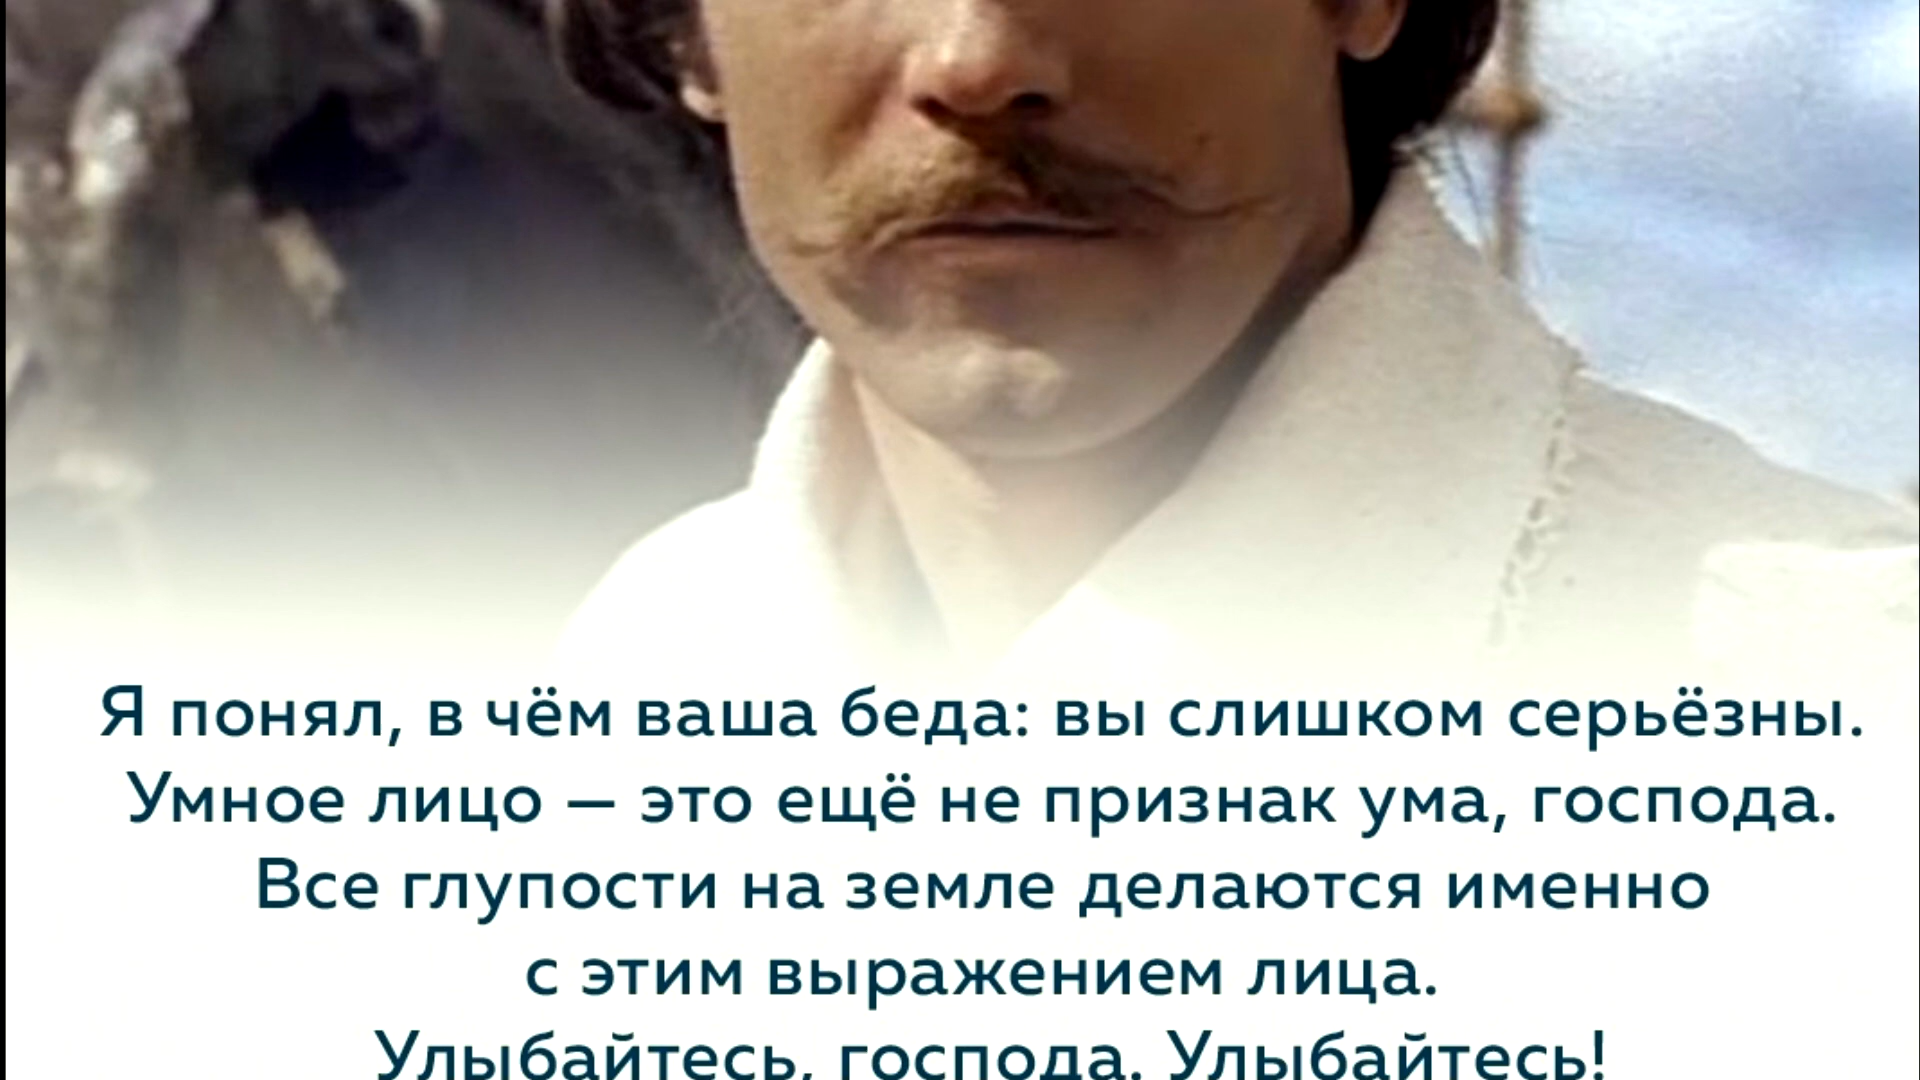 Я понял, в чём ваша беда: вы слишком серьёзны.
Умное лицо — это ещё не признак ума, господа.
Все глупости на земле делаются именно
с этим выражением лица.
Улыбайтесь, господа. Улыбайтесь!